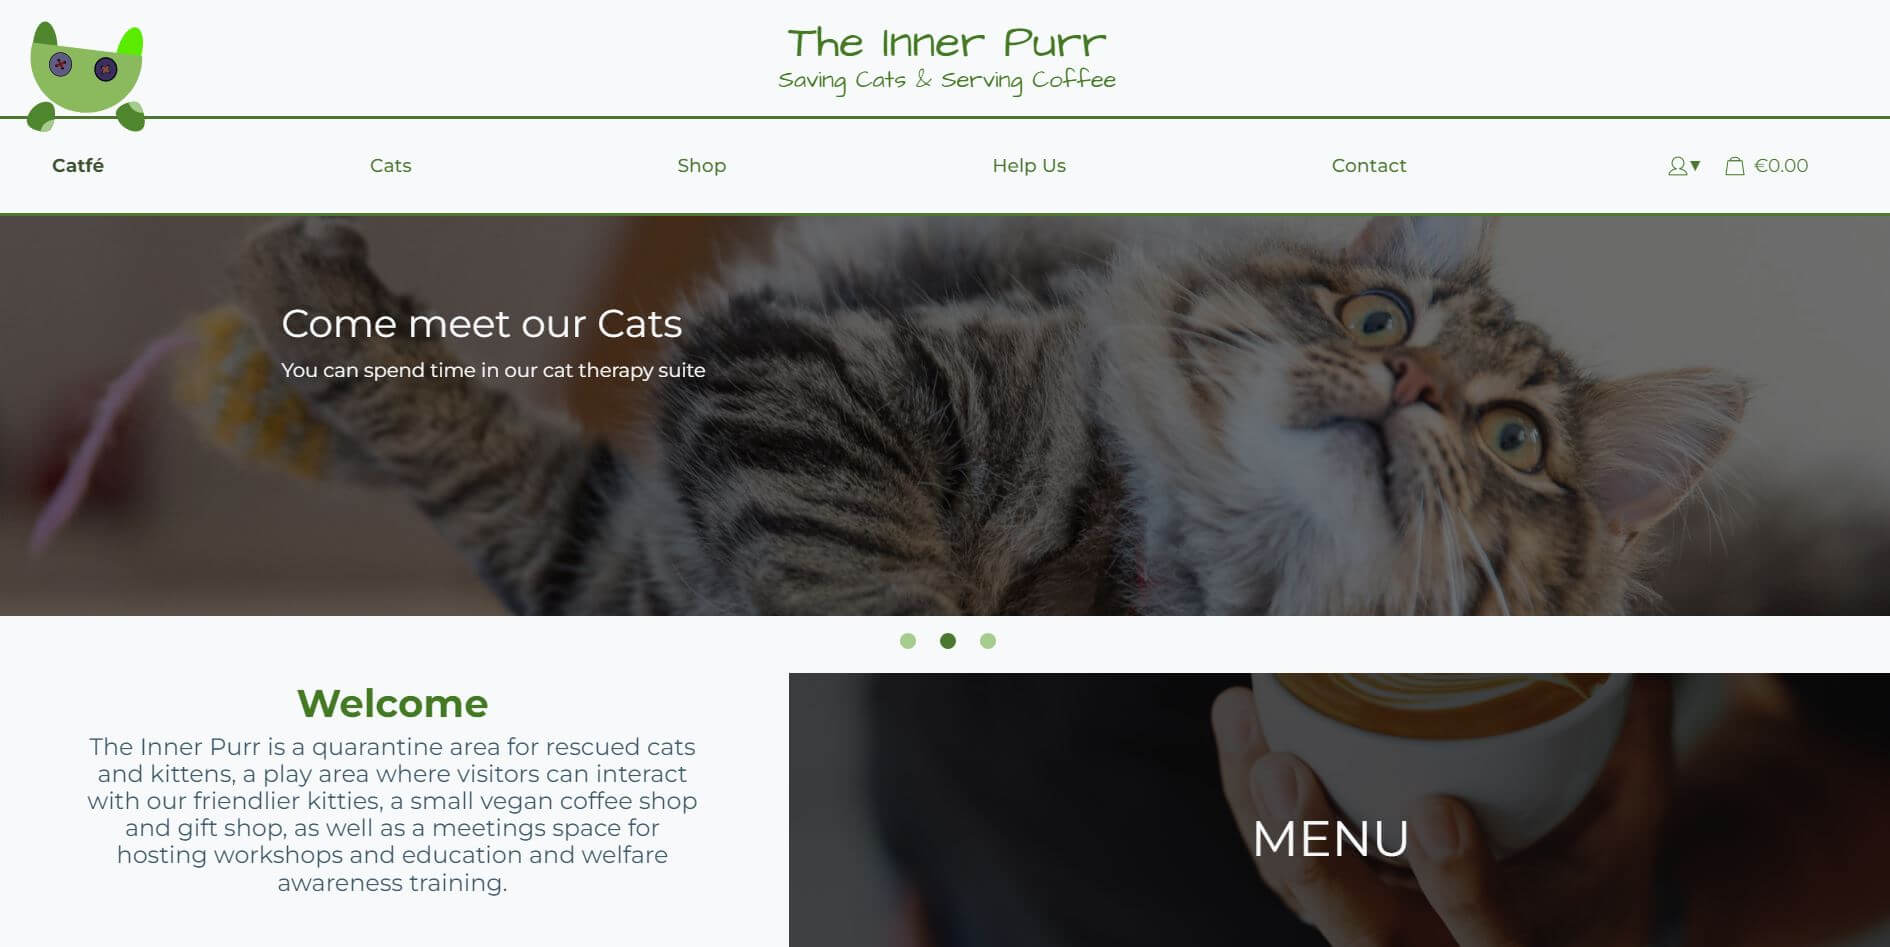 The Inner Purr
Saving Cats & Serving Coffee
Catfé
Cats
Shop
Help Us
Contact
€0.00
Come meet our Cats
You can spend time in our cat therapy suite
Welcome
The Inner Purr is a quarantine area for rescued cats
and kittens, a play area where visitors can interact
with our friendlier kitties, a small vegan coffee shop
and gift shop, as well as a meetings space for
hosting workshops and education and welfare
awareness training.
MENU